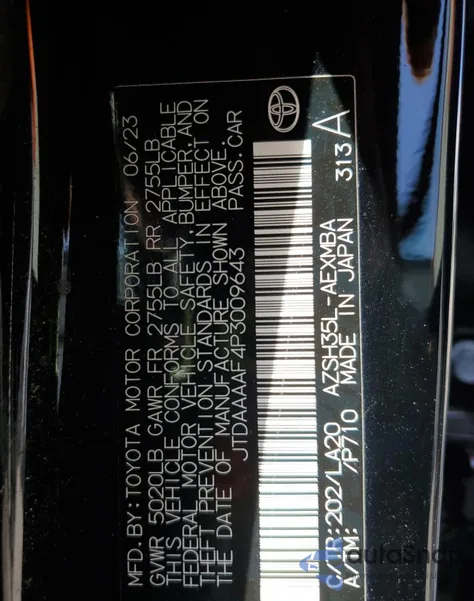 MFD. BY: TOYOTA MOTOR CORPORATION 06/23
GVWR 5020LB GAWR FR 2755LB RR 2755LB
THIS VEHICLE CONFORMS TO ALL APPLICABLE
FEDERAL MOTOR VEHICLE SAFETY, BUMPER, AND
THEFT PREVENTION STANDARDS IN EFFECT ON
THE DATE OF MANUFACTURE SHOWN ABOVE.
JTDAAAAF4P3009643 PASS. CAR
C/TR: 202/LA20 AZSH35L-AEXMBA
A/TM: /P710 MADE IN JAPAN 313 A
AutoSnap